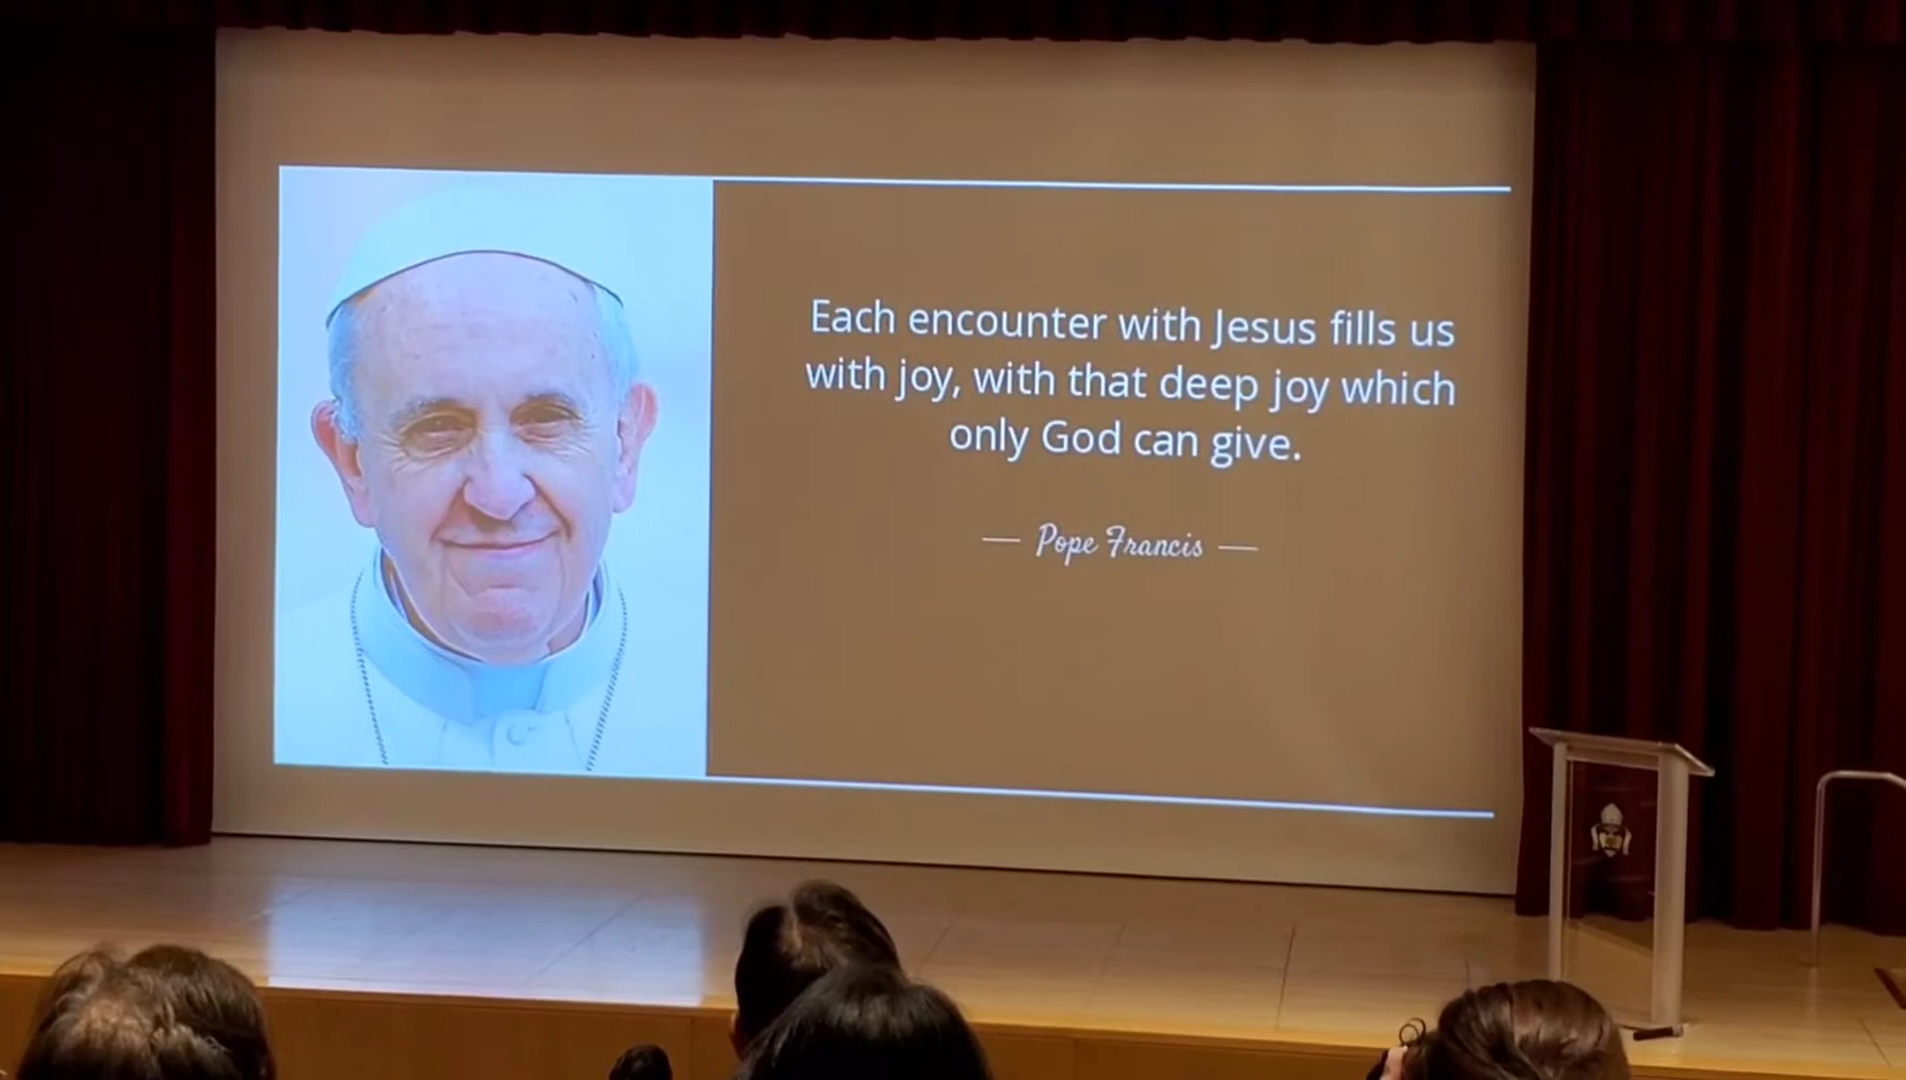 Each encounter with Jesus fills us
with joy, with that deep joy which
only God can give.
— Pope Francis —